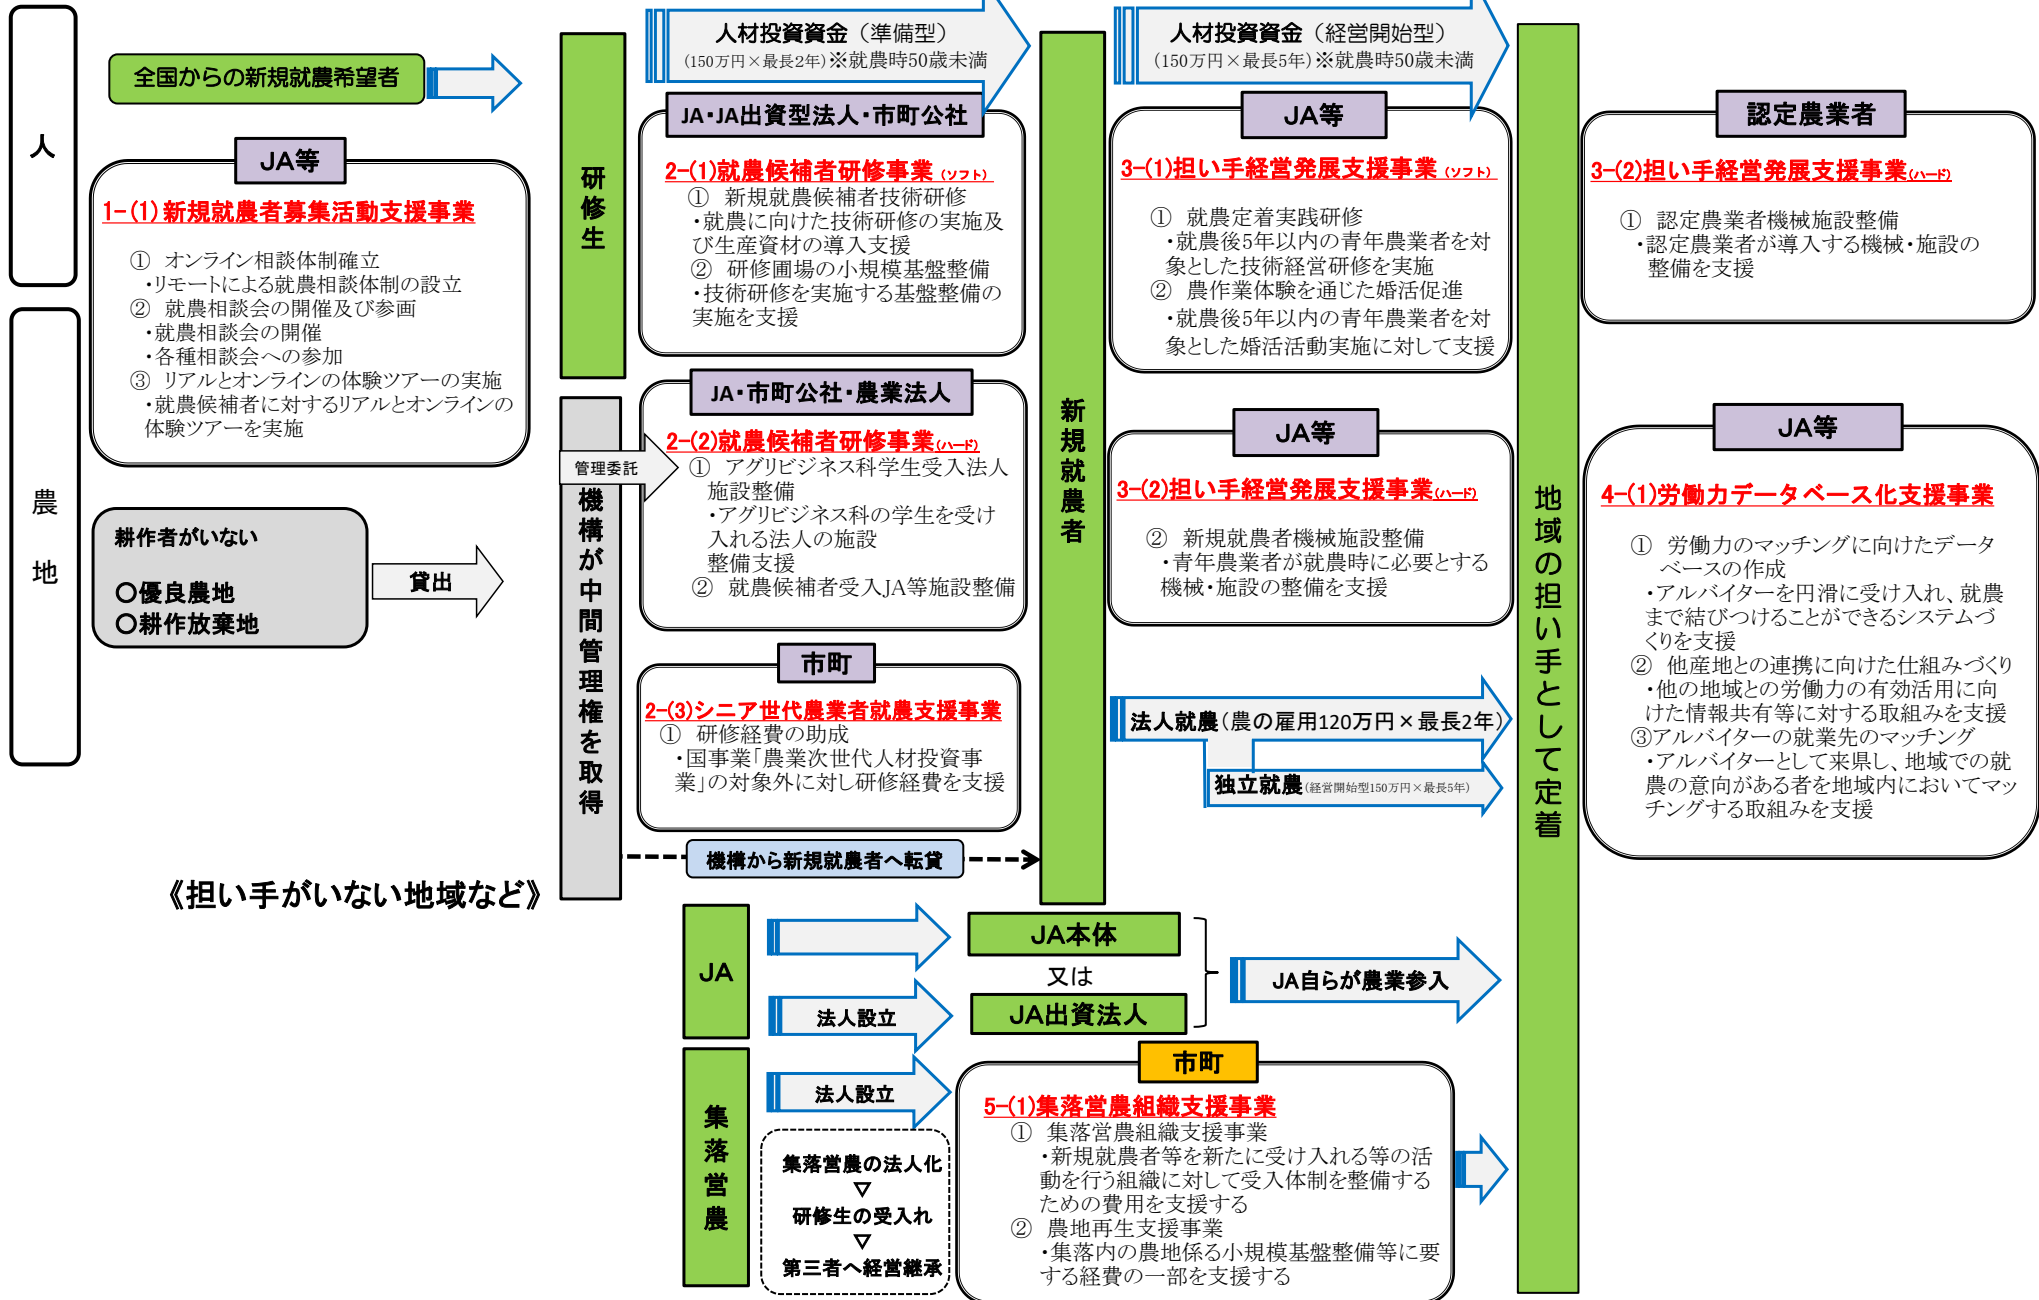 人
農地
全国からの新規就農希望者
JA等
1-(1)新規就農者募集活動支援事業
① オンライン相談体制確立
・リモートによる就農相談体制の設立
② 就農相談会の開催及び参画
・就農相談会の開催
・各種相談会への参加
③ リアルとオンラインの体験ツアーの実施
・就農候補者に対するリアルとオンラインの
体験ツアーを実施
耕作者がいない
○優良農地
○耕作放棄地
貸出
《担い手がいない地域など》
研修生
管理委託
機構が中間管理権を取得
人材投資資金（準備型）
(150万円×最長2年)※就農時50歳未満
JA・JA出資型法人・市町公社
2-(1)就農候補者研修事業（ソフト）
① 新規就農候補者技術研修
・就農に向けた技術研修の実施及
び生産資材の導入支援
② 研修圃場の小規模基盤整備
・技術研修を実施する基盤整備の
実施を支援
JA・市町公社・農業法人
2-(2)就農候補者研修事業(ハード)
① アグリビジネス科学生受入法人
施設整備
・アグリビジネス科の学生を受け
入れる法人の施設
整備支援
② 就農候補者受入JA等施設整備
市町
2-(3)シニア世代農業者就農支援事業
① 研修経費の助成
・国事業「農業次世代人材投資事
業」の対象外に対し研修経費を支援
機構から新規就農者へ転貸
新規就農者
人材投資資金（経営開始型）
(150万円×最長5年)※就農時50歳未満
JA等
3-(1)担い手経営発展支援事業（ソフト）
① 就農定着実践研修
・就農後5年以内の青年農業者を対
象とした技術経営研修を実施
② 農作業体験を通じた婚活促進
・就農後5年以内の青年農業者を対
象とした婚活活動実施に対して支援
JA等
3-(2)担い手経営発展支援事業(ハード)
② 新規就農者機械施設整備
・青年農業者が就農時に必要とする
機械・施設の整備を支援
法人就農(農の雇用120万円×最長2年)
独立就農(経営開始型150万円×最長5年)
地域の担い手として定着
認定農業者
3-(2)担い手経営発展支援事業(ハード)
① 認定農業者機械施設整備
・認定農業者が導入する機械・施設の
整備を支援
JA等
4-(1)労働力データベース化支援事業
① 労働力のマッチングに向けたデータ
ベースの作成
・アルバイターを円滑に受け入れ、就農
まで結びつけることができるシステムづ
くりを支援
② 他産地との連携に向けた仕組みづくり
・他の地域との労働力の有効活用に向
けた情報共有等に対する取組みを支援
③アルバイターの就業先のマッチング
・アルバイターとして来県し、地域での就
農の意向がある者を地域内においてマッ
チングする取組みを支援
JA
法人設立
JA本体
又は
JA出資法人
JA自らが農業参入
集落営農
法人設立
集落営農の法人化
▽
研修生の受入れ
▽
第三者へ経営継承
市町
5-(1)集落営農組織支援事業
① 集落営農組織支援事業
・新規就農者等を新たに受け入れる等の活
動を行う組織に対して受入体制を整備する
ための費用を支援する
② 農地再生支援事業
・集落内の農地係る小規模基盤整備等に要
する経費の一部を支援する